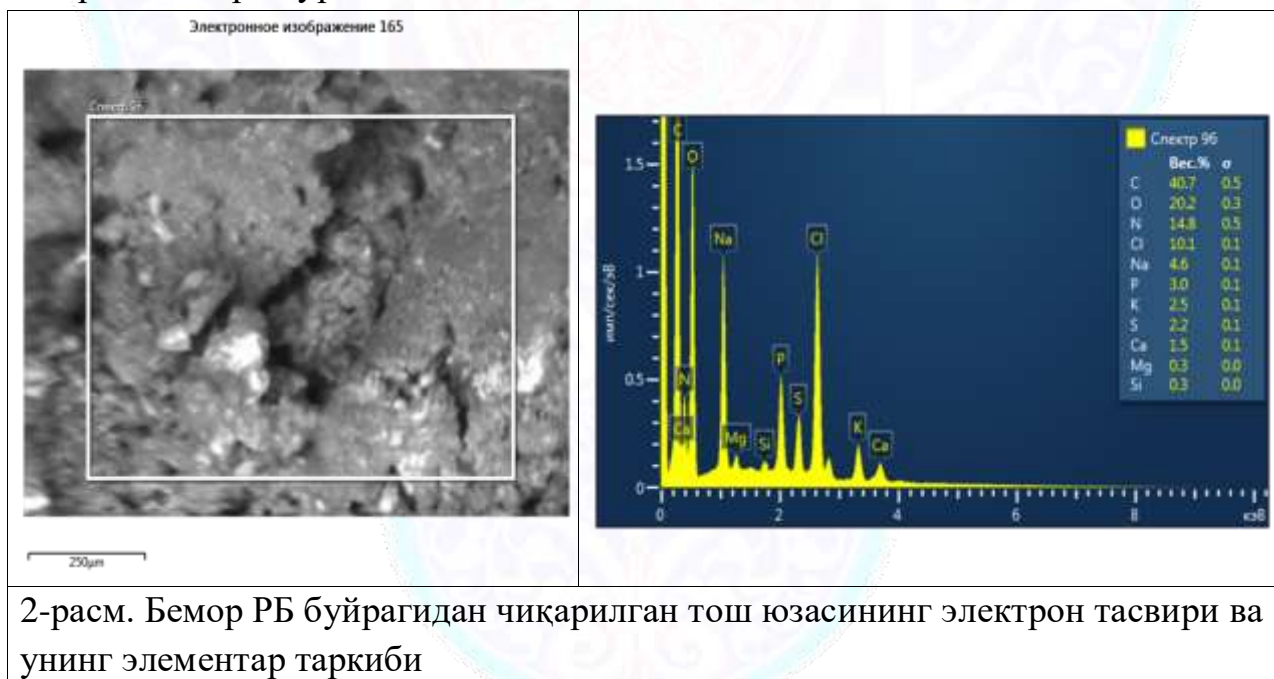 Электронное изображение 165
Спектр 96
250µm
имп/сек/эВ
1.5
1
0.5
0
0 2 4 6 8 кэВ
C
O
N
Ca
Na
Mg
Si
P
S
Cl
K
Ca
Спектр 96
Вес.% σ
C 40.7 0.5
O 20.2 0.3
N 14.8 0.5
Cl 10.1 0.1
Na 4.6 0.1
P 3.0 0.1
K 2.5 0.1
S 2.2 0.1
Ca 1.5 0.1
Mg 0.3 0.0
Si 0.3 0.0
2-расм. Бемор РБ буйрагидан чиқарилган тош юзасининг электрон тасвири ва
унинг элементар таркиби